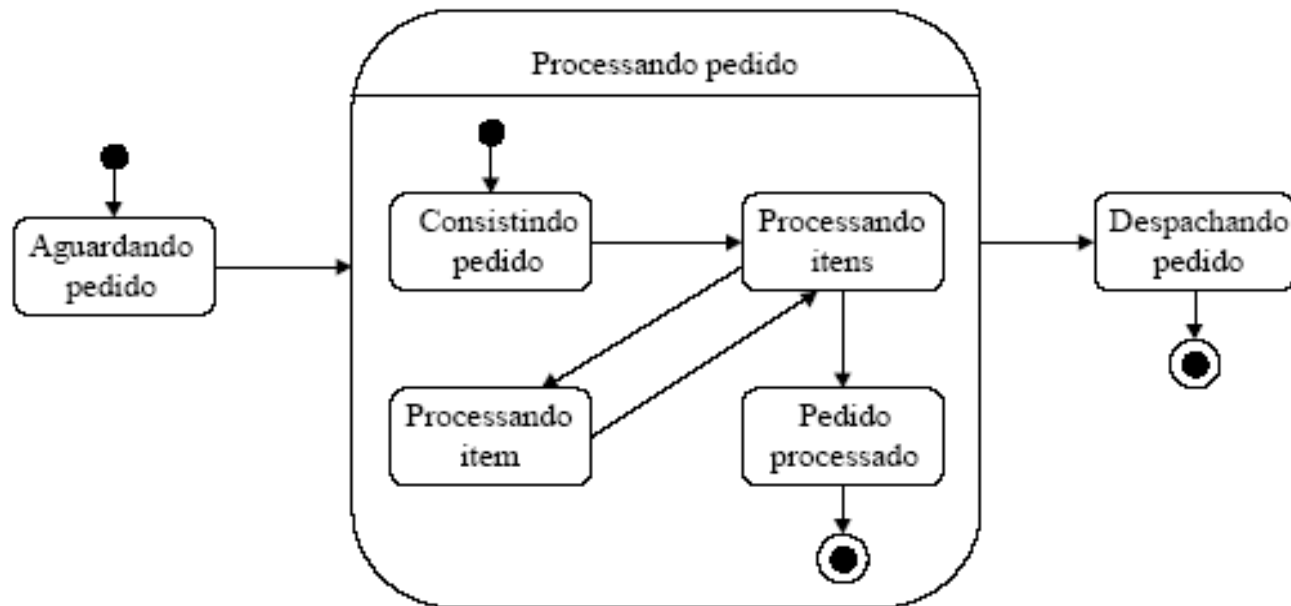 Processando pedido
Aguardando
pedido
Consistindo
pedido
Processando
itens
Despachando
pedido
Processando
item
Pedido
processado